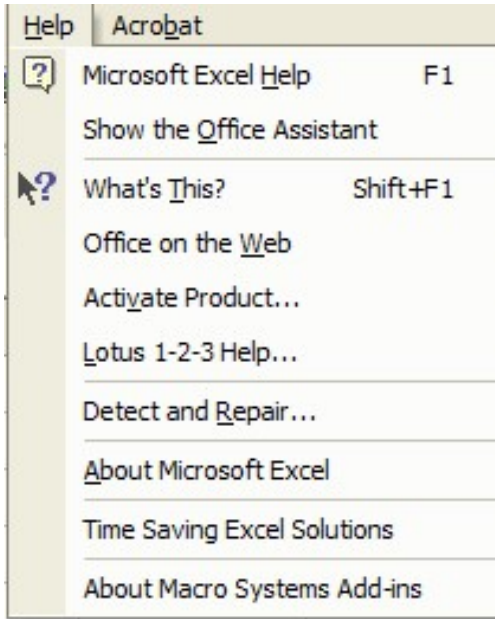 Help Acrobat
Microsoft Excel Help F1
Show the Office Assistant
What's This? Shift+F1
Office on the Web
Activate Product...
Lotus 1-2-3 Help...
Detect and Repair...
About Microsoft Excel
Time Saving Excel Solutions
About Macro Systems Add-ins